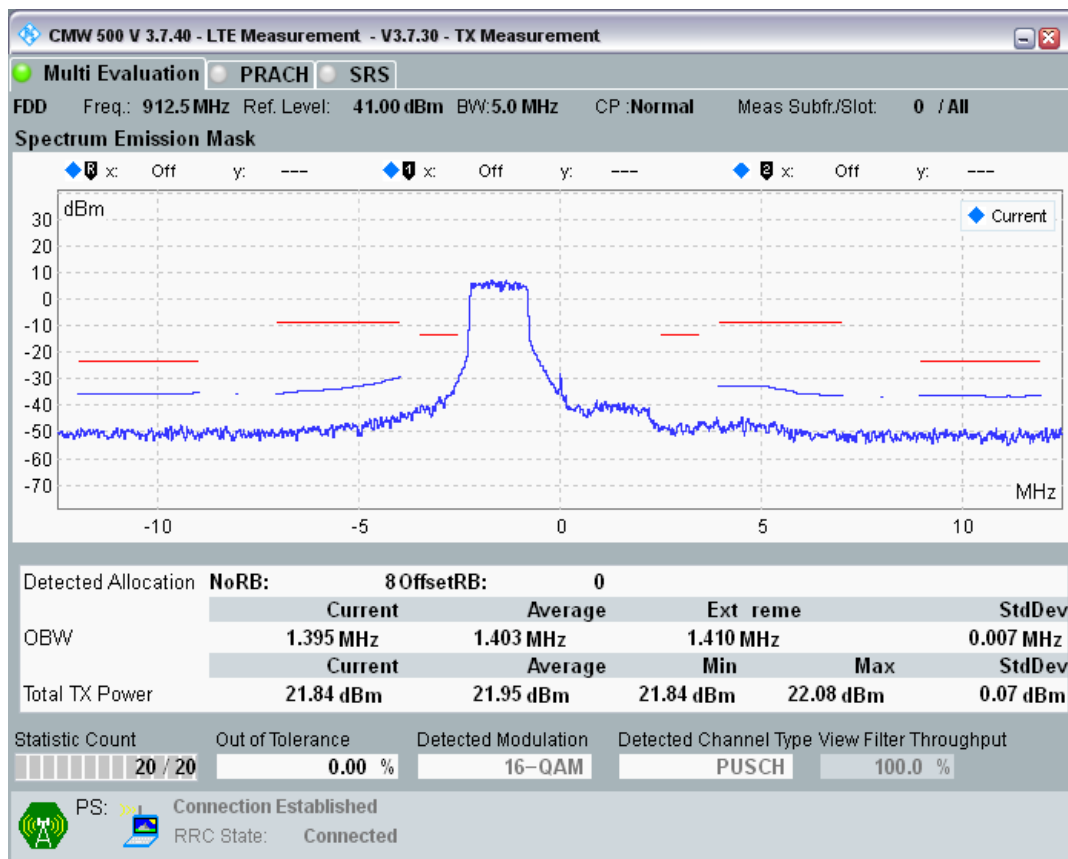 CMW 500 V 3.7.40 - LTE Measurement - V3.7.30 - TX Measurement
Multi Evaluation PRACH SRS
FDD Freq.: 912.5 MHz Ref. Level: 41.00 dBm BW:5.0 MHz CP :Normal Meas Subfr./Slot: 0 / All
Spectrum Emission Mask
R x: Off y: --- 1 x: Off y: --- 2 x: Off y: ---
dBm
Current
30
20
10
0
-10
-20
-30
-40
-50
-60
-70
MHz
-10 -5 0 5 10
Detected Allocation NoRB: 8 OffsetRB: 0
Current Average Ext reme StdDev
OBW 1.395 MHz 1.403 MHz 1.410 MHz 0.007 MHz
Current Average Min Max StdDev
Total TX Power 21.84 dBm 21.95 dBm 21.84 dBm 22.08 dBm 0.07 dBm
Statistic Count Out of Tolerance Detected Modulation Detected Channel Type View Filter Throughput
20 / 20 0.00 % 16-QAM PUSCH 100.0 %
PS: Connection Established
RRC State: Connected